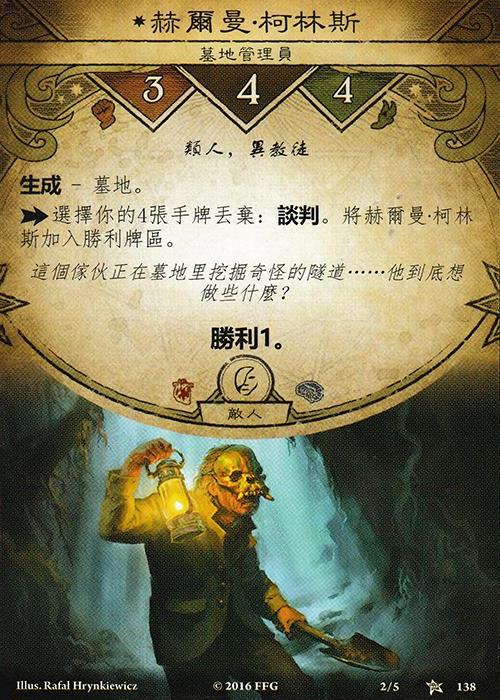 赫爾曼·柯林斯
墓地管理員
3 4 4
類人，異教徒
生成 – 墓地。
選擇你的4張手牌丟棄：談判。將赫爾曼·柯林
斯加入勝利牌區。
這個傢伙正在墓地里挖掘奇怪的隧道……他到底想
做些什麼？
勝利1。
敵人
Illus. Rafał Hrynkiewicz © 2016 FFG 2/5 138